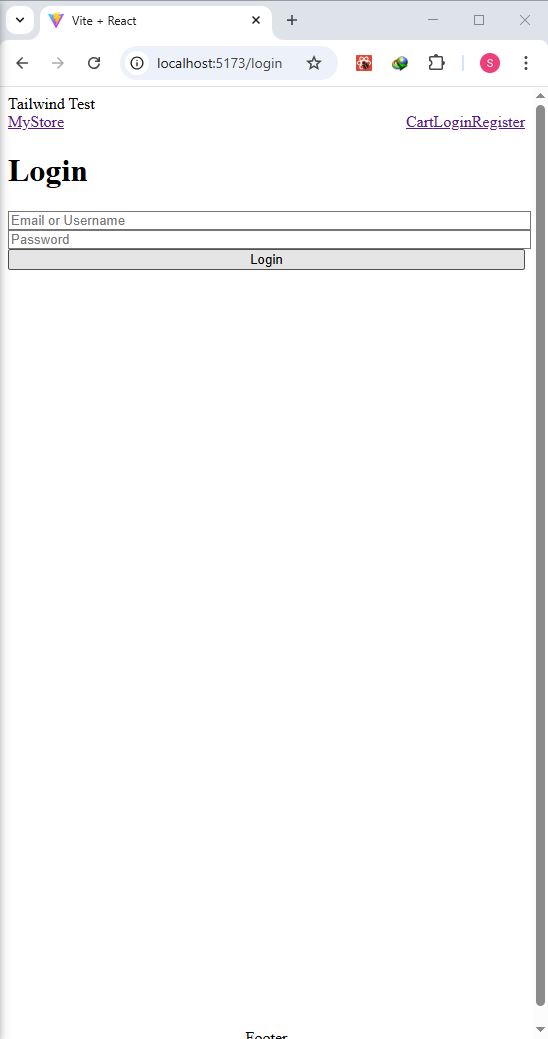 Vite + React
localhost:5173/login
S
Tailwind Test
MyStore CartLoginRegister
Login
Email or Username
Password
Login
Footer